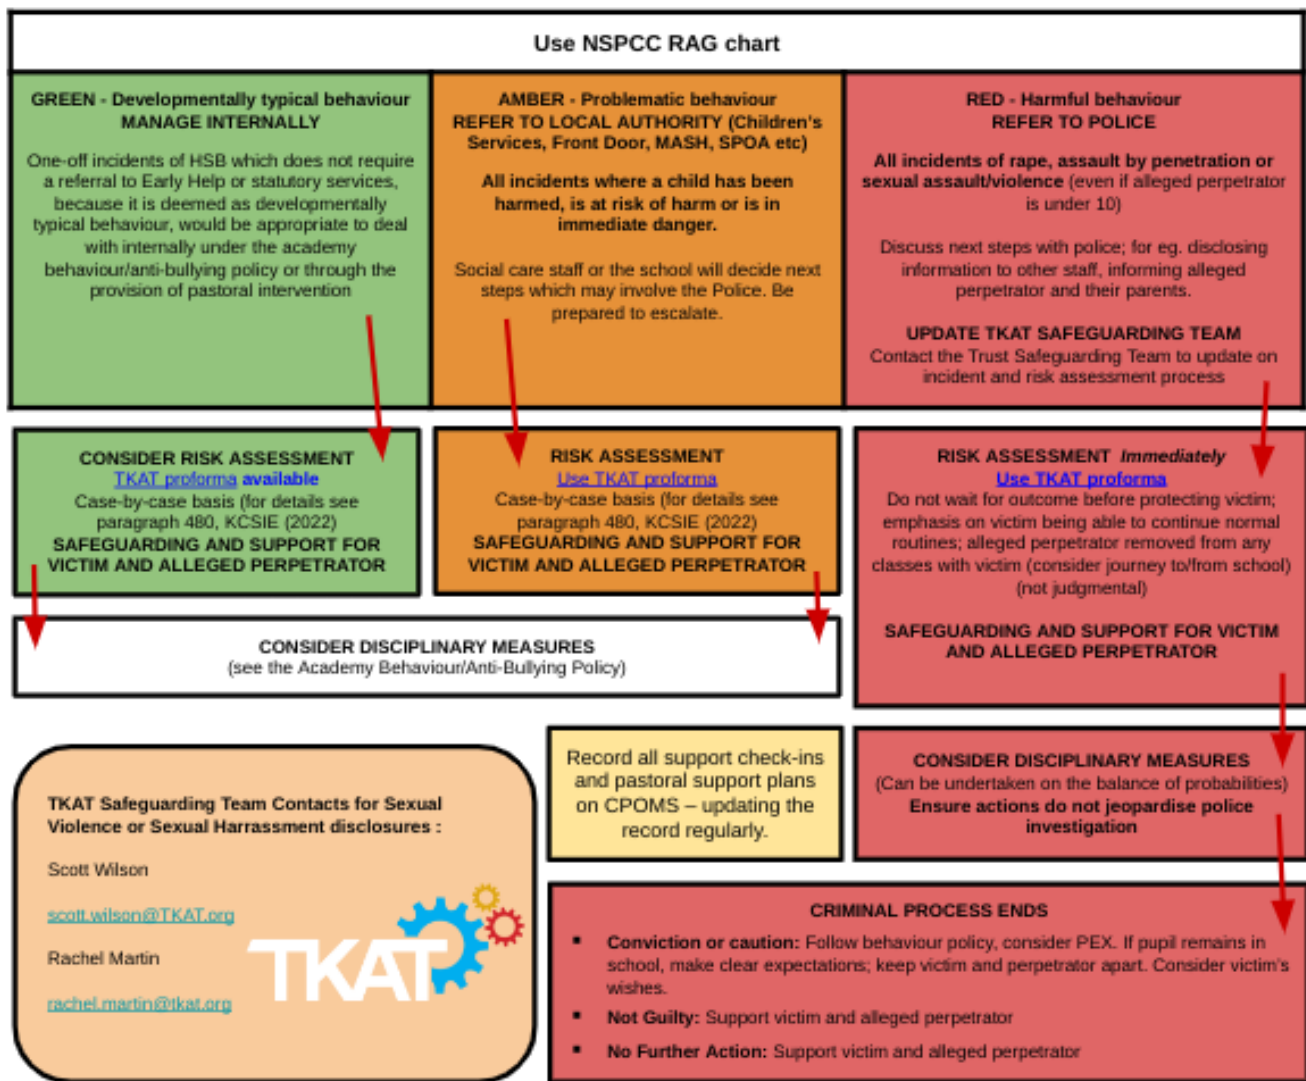 Use NSPCC RAG chart
GREEN - Developmentally typical behaviour
MANAGE INTERNALLY
One-off incidents of HSB which does not require
a referral to Early Help or statutory services,
because it is deemed as developmentally
typical behaviour, would be appropriate to deal
with internally under the academy
behaviour/anti-bullying policy or through the
provision of pastoral intervention
AMBER - Problematic behaviour
REFER TO LOCAL AUTHORITY (Children's
Services, Front Door, MASH, SPOA etc)
All incidents where a child has been
harmed, is at risk of harm or is in
immediate danger.
Social care staff or the school will decide next
steps which may involve the Police. Be
prepared to escalate.
RED - Harmful behaviour
REFER TO POLICE
All incidents of rape, assault by penetration or
sexual assault/violence (even if alleged perpetrator
is under 10)
Discuss next steps with police; for eg. disclosing
information to other staff, informing alleged
perpetrator and their parents.
UPDATE TKAT SAFEGUARDING TEAM
Contact the Trust Safeguarding Team to update on
incident and risk assessment process
CONSIDER RISK ASSESSMENT
TKAT proforma available
Case-by-case basis (for details see
paragraph 480, KCSIE (2022)
SAFEGUARDING AND SUPPORT FOR
VICTIM AND ALLEGED PERPETRATOR
RISK ASSESSMENT
Use TKAT proforma
Case-by-case basis (for details see
paragraph 480, KCSIE (2022)
SAFEGUARDING AND SUPPORT FOR
VICTIM AND ALLEGED PERPETRATOR
RISK ASSESSMENT Immediately
Use TKAT proforma
Do not wait for outcome before protecting victim;
emphasis on victim being able to continue normal
routines; alleged perpetrator removed from any
classes with victim (consider journey to/from school)
(not judgmental)
SAFEGUARDING AND SUPPORT FOR VICTIM
AND ALLEGED PERPETRATOR
CONSIDER DISCIPLINARY MEASURES
(see the Academy Behaviour/Anti-Bullying Policy)
TKAT Safeguarding Team Contacts for Sexual
Violence or Sexual Harrassment disclosures :
Scott Wilson
scott.wilson@TKAT.org
Rachel Martin
rachel.martin@tkat.org
TKAT
Record all support check-ins
and pastoral support plans
on CPOMS – updating the
record regularly.
CONSIDER DISCIPLINARY MEASURES
(Can be undertaken on the balance of probabilities)
Ensure actions do not jeopardise police
investigation
CRIMINAL PROCESS ENDS
▪ Conviction or caution: Follow behaviour policy, consider PEX. If pupil remains in
school, make clear expectations; keep victim and perpetrator apart. Consider victim's
wishes.
▪ Not Guilty: Support victim and alleged perpetrator
▪ No Further Action: Support victim and alleged perpetrator